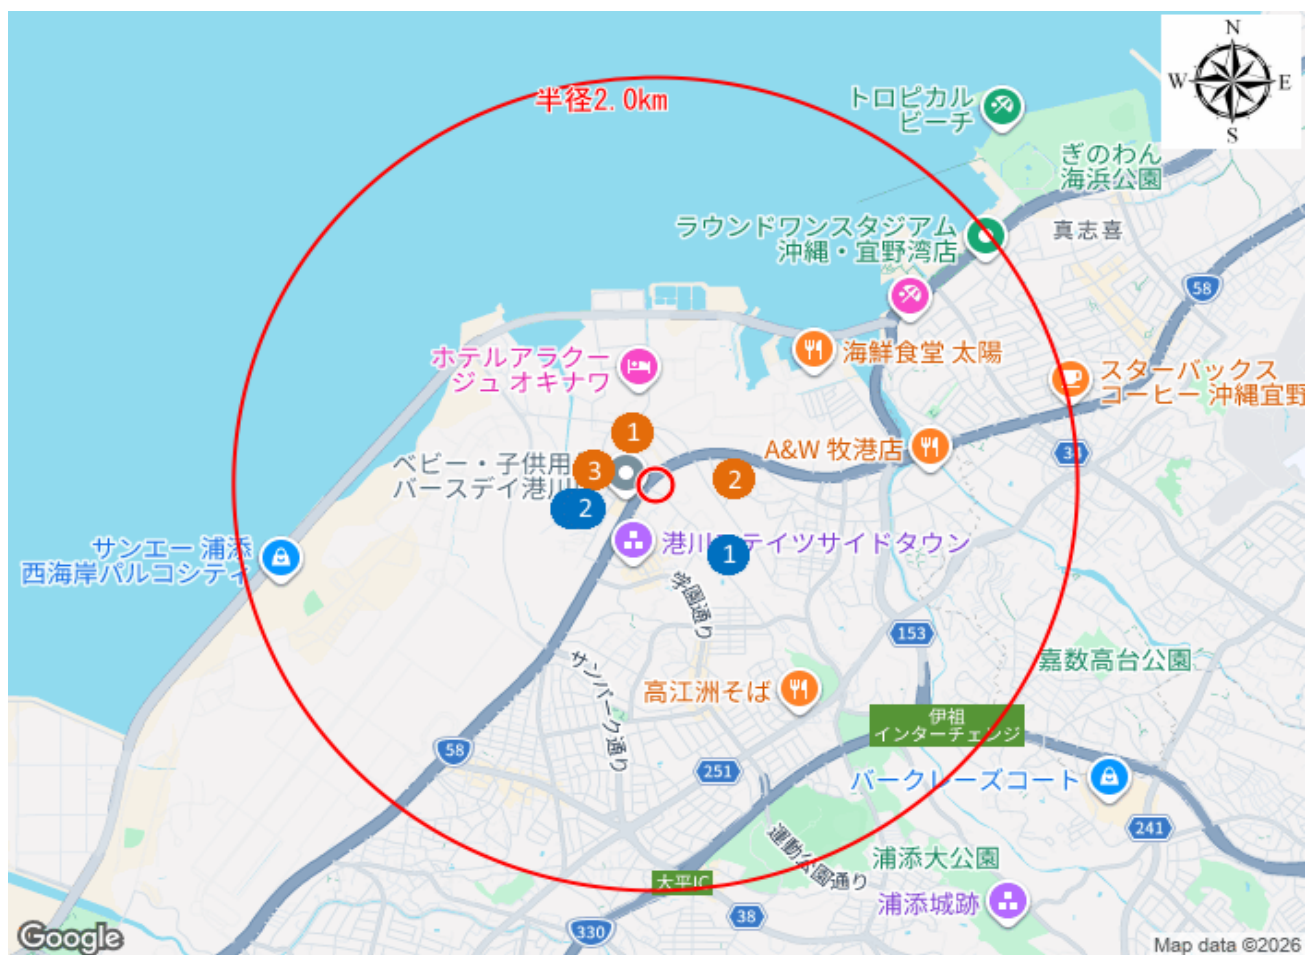 N
W
E
S
半径2.0km
トロピカル
ビーチ
ぎのわん
海浜公園
ラウンドワンスタジアム
沖縄・宜野湾店
真志喜
58
ホテルアラクー
ジュ オキナワ
海鮮食堂 太陽
スターバックス
コーヒー 沖縄宜野
1
A&W 牧港店
34
ベビー・子供用
バースデイ港川
3
2
2
サンエー 浦添
西海岸パルコシティ
港川ステイツサイドタウン
1
学園通り
153
嘉数高台公園
サンパーク通り
高江洲そば
伊祖
インターチェンジ
58
251
バークレーズコート
241
運動公園通り
浦添大公園
大平IC
浦添城跡
38
330
Google
Map data ©2026